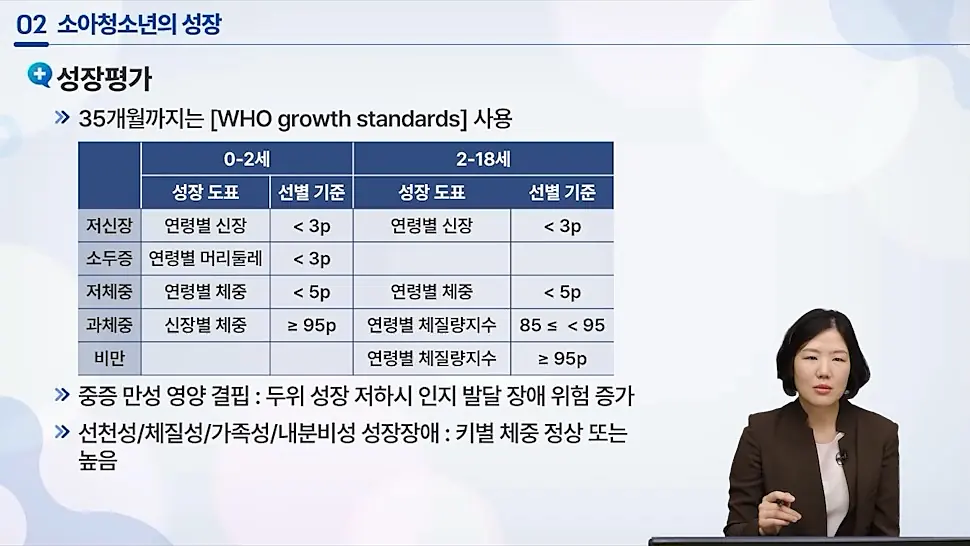 02 소아청소년의 성장
성장평가
35개월까지는 [WHO growth standards] 사용
0-2세 2-18세
성장 도표 선별 기준 성장 도표 선별 기준
저신장 연령별 신장 < 3p 연령별 신장 < 3p
소두증 연령별 머리둘레 < 3p
저체중 연령별 체중 < 5p 연령별 체중 < 5p
과체중 신장별 체중 ≥ 95p 연령별 체질량지수 85 ≤ < 95
비만 연령별 체질량지수 ≥ 95p
중증 만성 영양 결핍 : 두위 성장 저하시 인지 발달 장애 위험 증가
선천성/체질성/가족성/내분비성 성장장애 : 키별 체중 정상 또는
높음